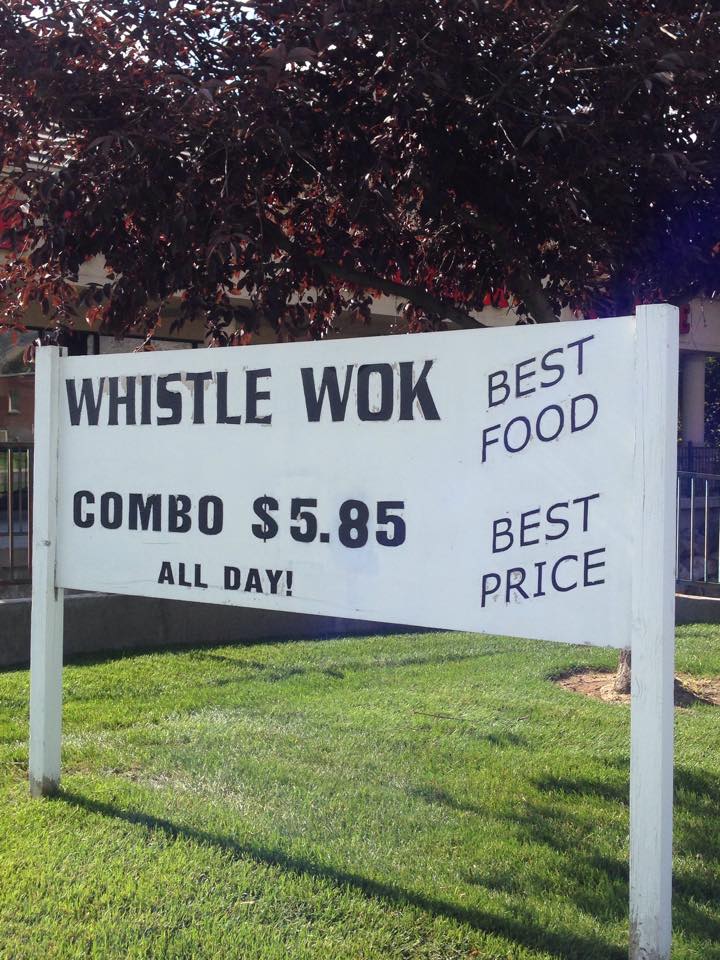 WHISTLE WOK
COMBO $5.85
ALL DAY!
BEST
FOOD
BEST
PRICE